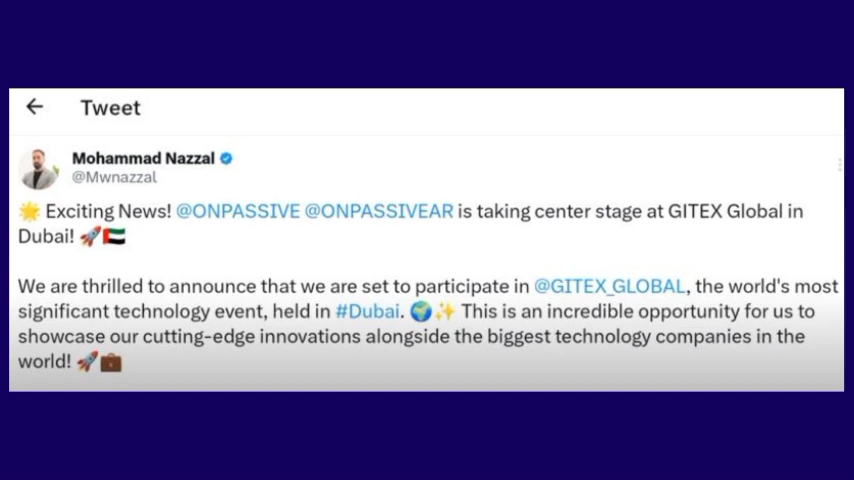 ← Tweet
Mohammad Nazzal
@Mwnazzal
🌟 Exciting News! @ONPASSIVE @ONPASSIVEAR is taking center stage at GITEX Global in
Dubai! 🚀🇦🇪
We are thrilled to announce that we are set to participate in @GITEX_GLOBAL, the world's most
significant technology event, held in #Dubai. 🌍✨ This is an incredible opportunity for us to
showcase our cutting-edge innovations alongside the biggest technology companies in the
world! 🚀💼